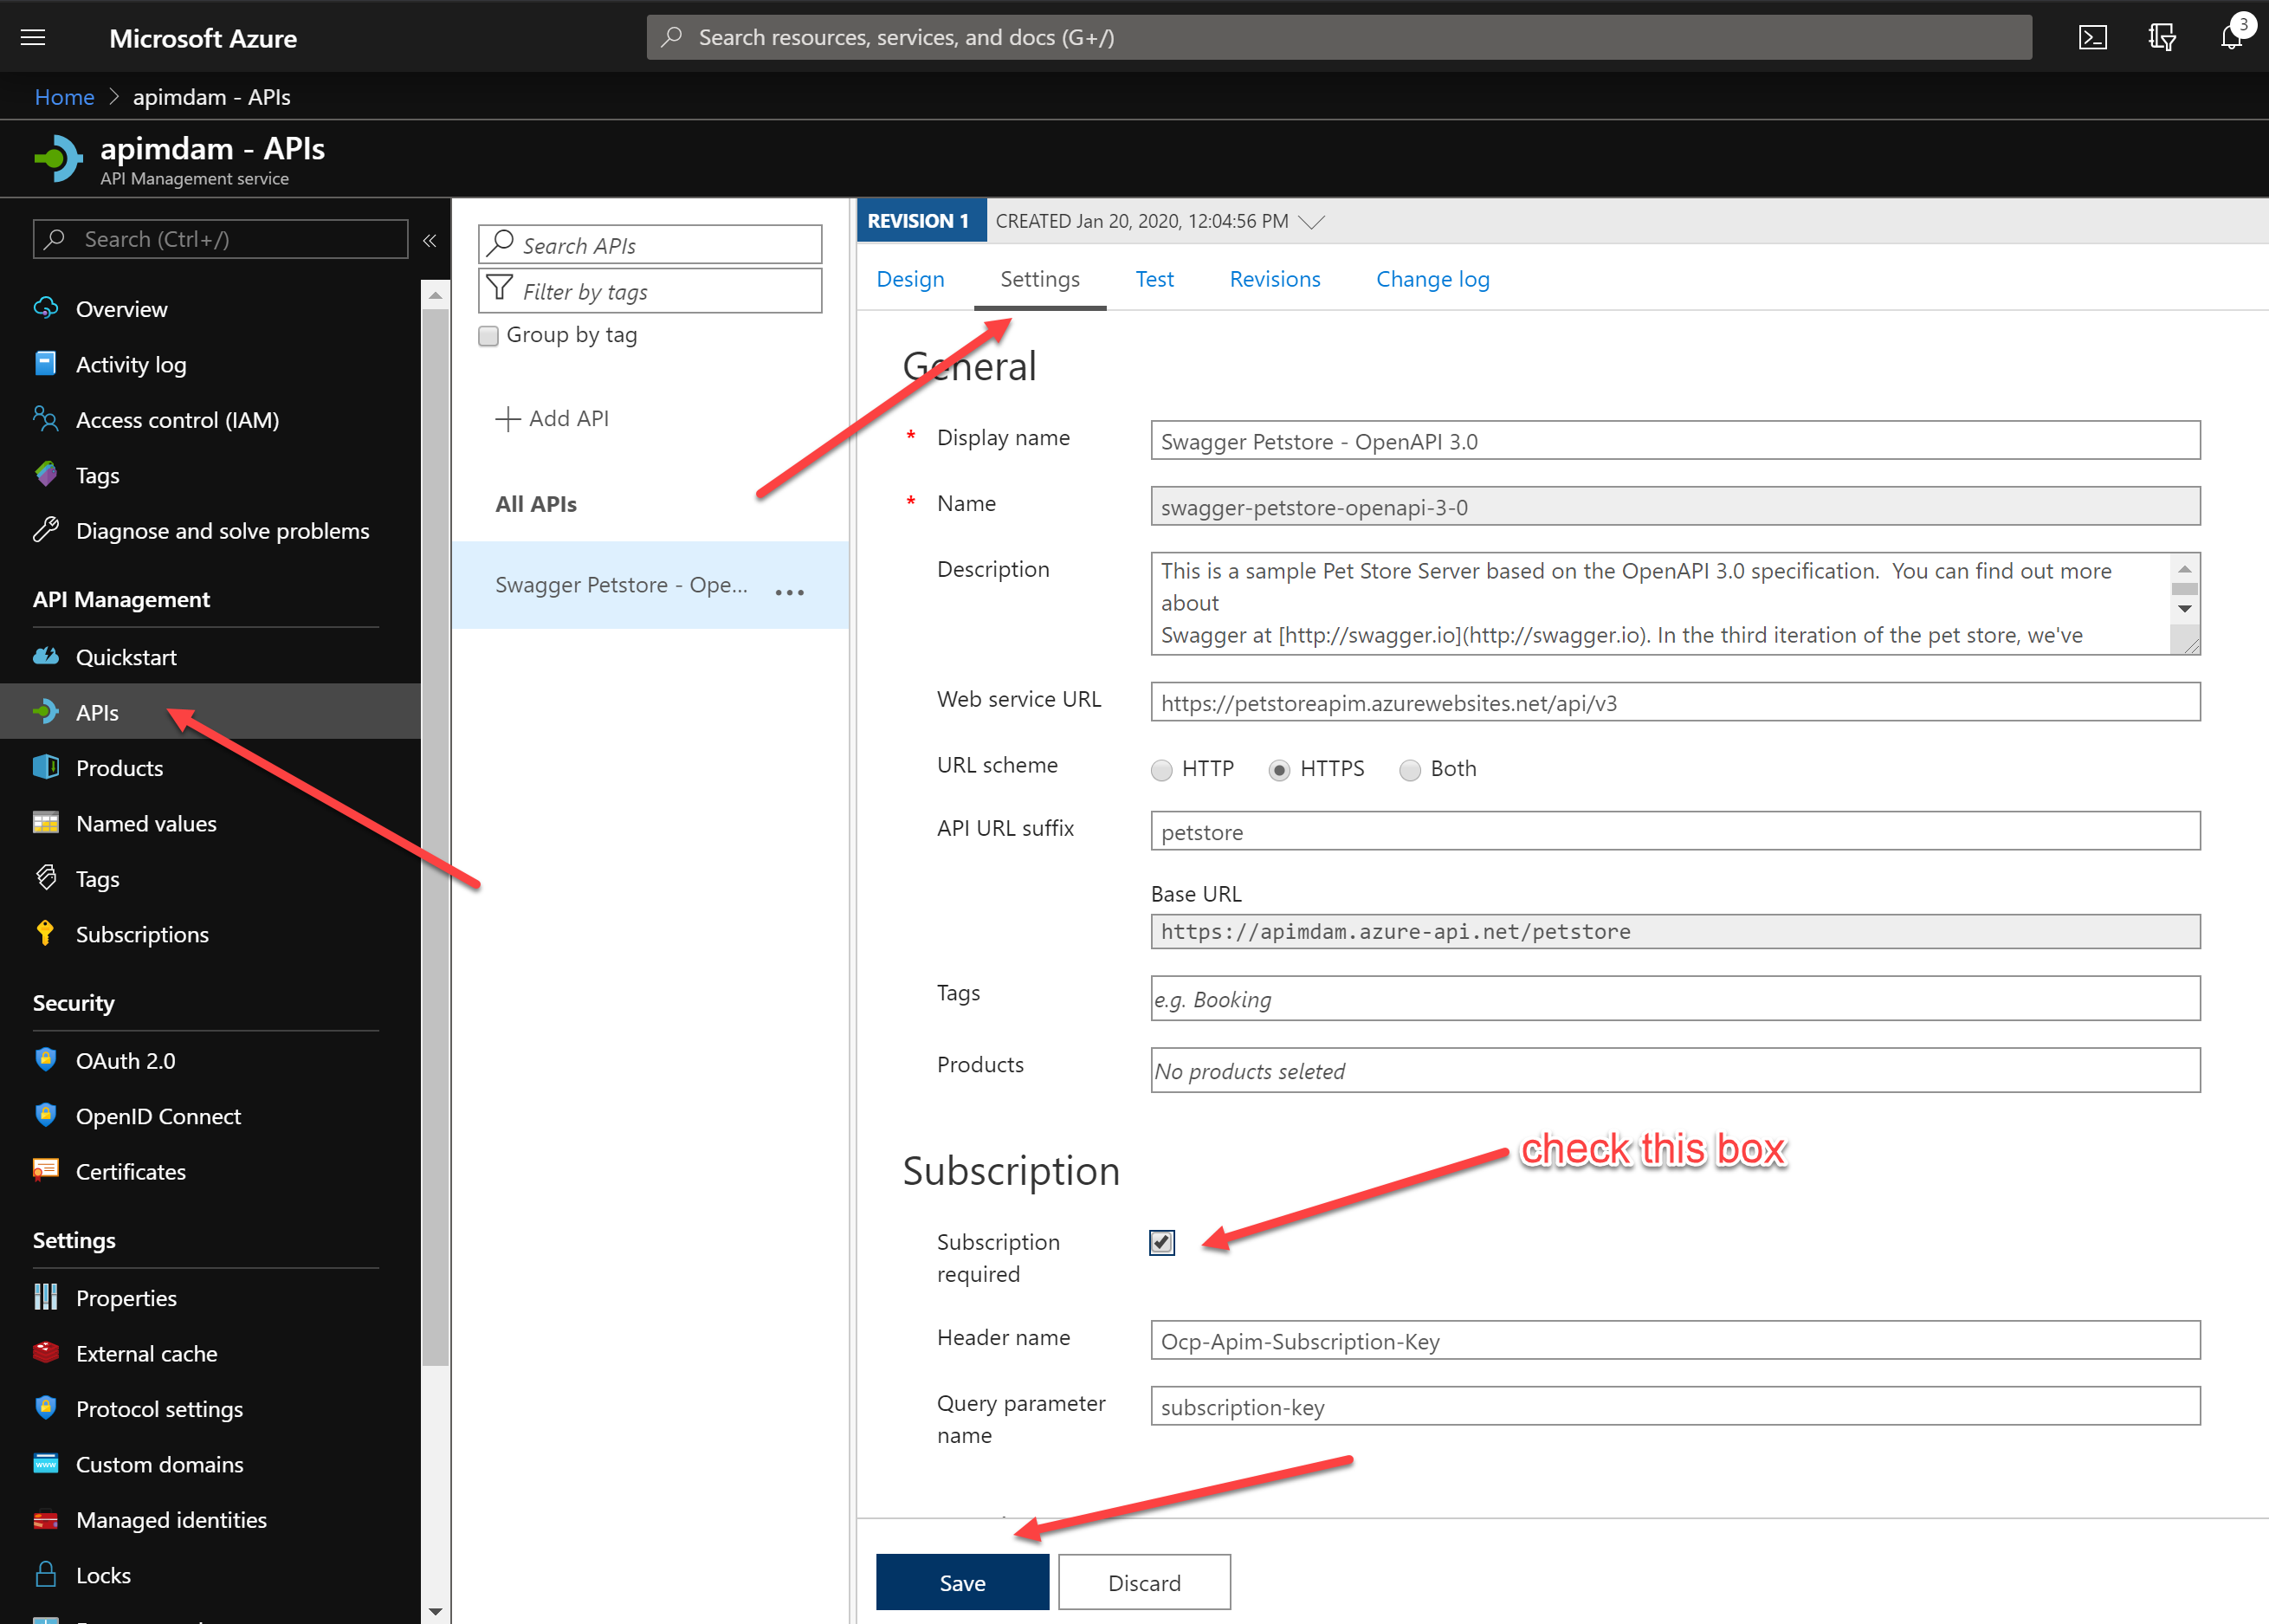 Microsoft Azure
Search resources, services, and docs (G+/)
3
Home > apimdam - APIs
apimdam - APIs
API Management service
Search (Ctrl+/)
«
Overview
Activity log
Access control (IAM)
Tags
Diagnose and solve problems
API Management
Quickstart
APIs
Products
Named values
Tags
Subscriptions
Security
OAuth 2.0
OpenID Connect
Certificates
Settings
Properties
External cache
Protocol settings
Custom domains
Managed identities
Locks
Search APIs
Filter by tags
Group by tag
+ Add API
All APIs
Swagger Petstore - Ope... ...
REVISION 1 CREATED Jan 20, 2020, 12:04:56 PM
Design Settings Test Revisions Change log
General
* Display name Swagger Petstore - OpenAPI 3.0
* Name swagger-petstore-openapi-3-0
Description This is a sample Pet Store Server based on the OpenAPI 3.0 specification. You can find out more
about
Swagger at [http://swagger.io](http://swagger.io). In the third iteration of the pet store, we've
Web service URL https://petstoreapim.azurewebsites.net/api/v3
URL scheme HTTP HTTPS Both
API URL suffix petstore
Base URL
https://apimdam.azure-api.net/petstore
Tags e.g. Booking
Products No products seleted
check this box
Subscription
Subscription
required
Header name Ocp-Apim-Subscription-Key
Query parameter
name
subscription-key
Save Discard